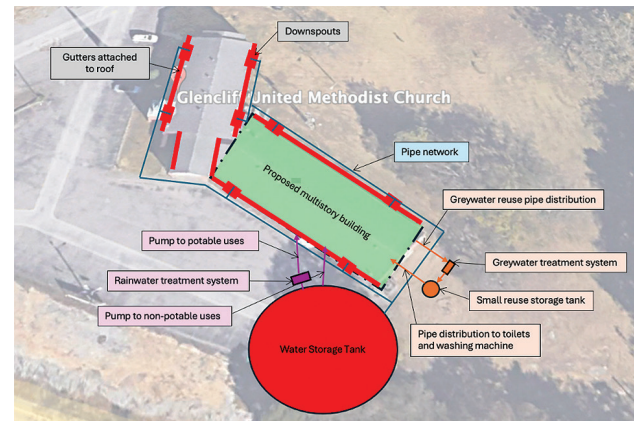 Downspouts
Gutters attached
to roof
Glencliff United Methodist Church
Pipe network
Proposed multistory building
Greywater reuse pipe distribution
Pump to potable uses
Greywater treatment system
Rainwater treatment system
Small reuse storage tank
Pump to non-potable uses
Pipe distribution to toilets
and washing machine
Water Storage Tank